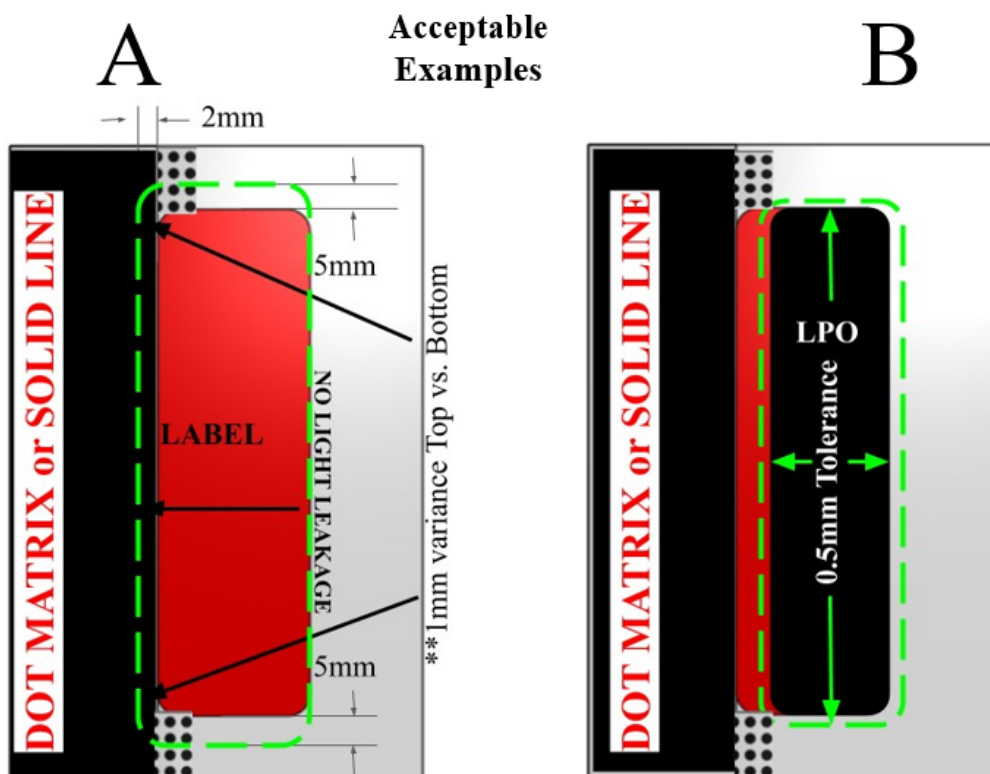 A
Acceptable
Examples
B
2mm
DOT MATRIX or SOLID LINE
5mm
LABEL
NO LIGHT LEAKAGE
**1mm variance Top vs. Bottom
5mm
DOT MATRIX or SOLID LINE
LPO
0.5mm Tolerance